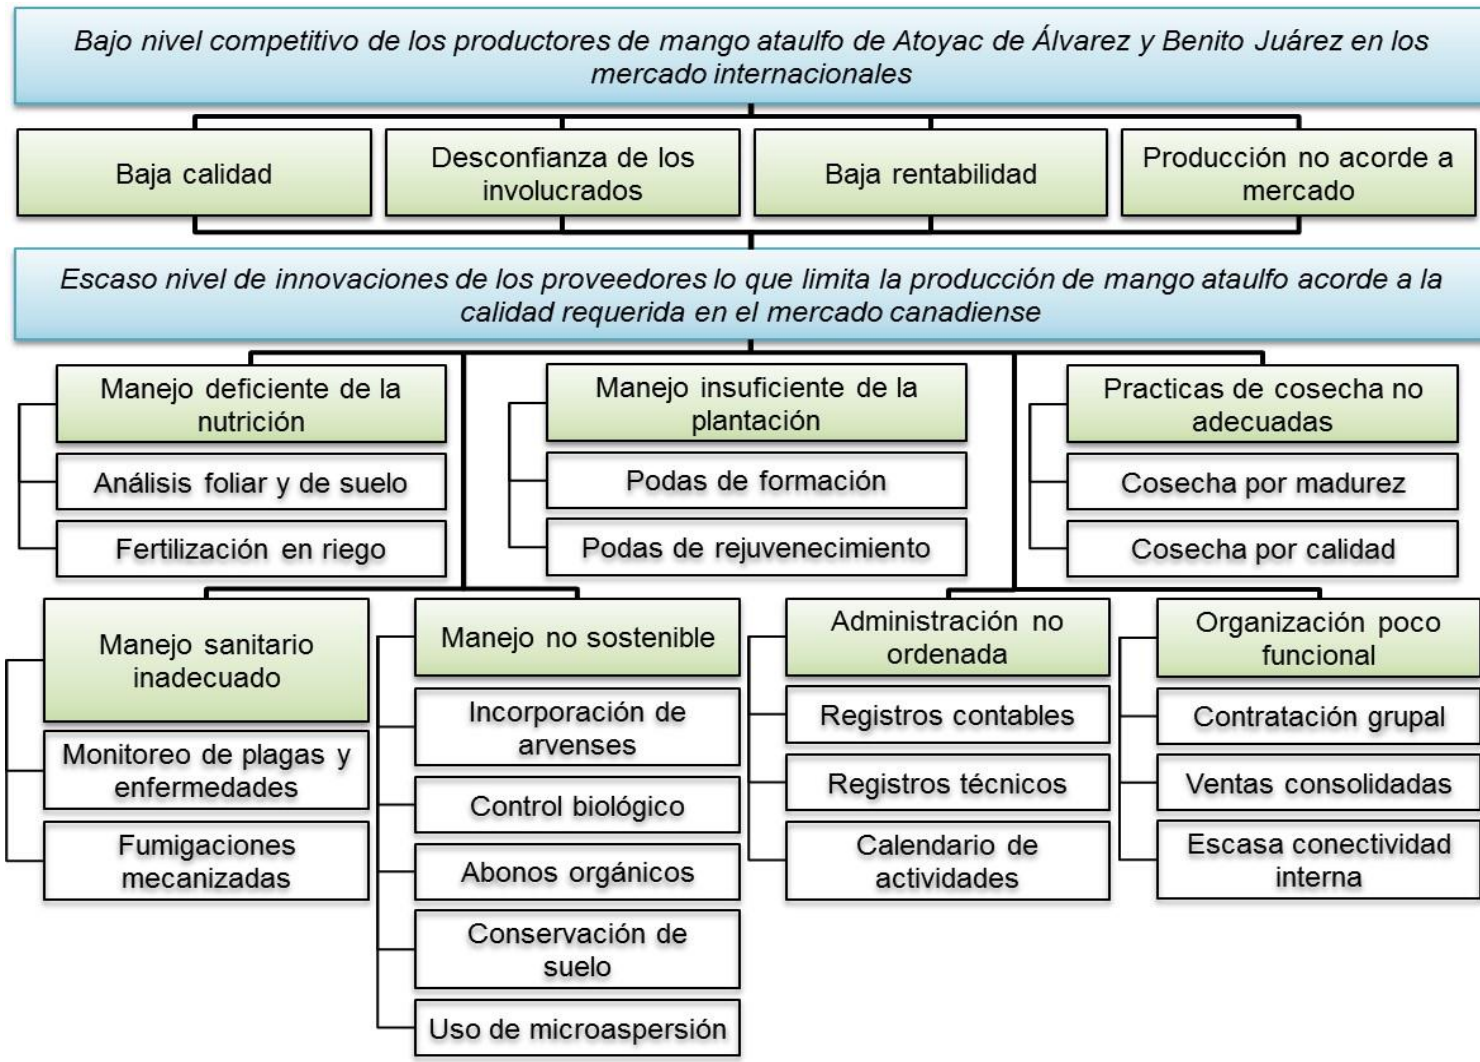 Bajo nivel competitivo de los productores de mango ataulfo de Atoyac de Álvarez y Benito Juárez en los
mercado internacionales
Baja calidad
Desconfianza de los
involucrados
Baja rentabilidad
Producción no acorde a
mercado
Escaso nivel de innovaciones de los proveedores lo que limita la producción de mango ataulfo acorde a la
calidad requerida en el mercado canadiense
Manejo deficiente de la
nutrición
Análisis foliar y de suelo
Fertilización en riego
Manejo insuficiente de la
plantación
Podas de formación
Podas de rejuvenecimiento
Practicas de cosecha no
adecuadas
Cosecha por madurez
Cosecha por calidad
Manejo sanitario
inadecuado
Monitoreo de plagas y
enfermedades
Fumigaciones
mecanizadas
Manejo no sostenible
Incorporación de
arvenses
Control biológico
Abonos orgánicos
Conservación de
suelo
Uso de microaspersión
Administración no
ordenada
Registros contables
Registros técnicos
Calendario de
actividades
Organización poco
funcional
Contratación grupal
Ventas consolidadas
Escasa conectividad
interna